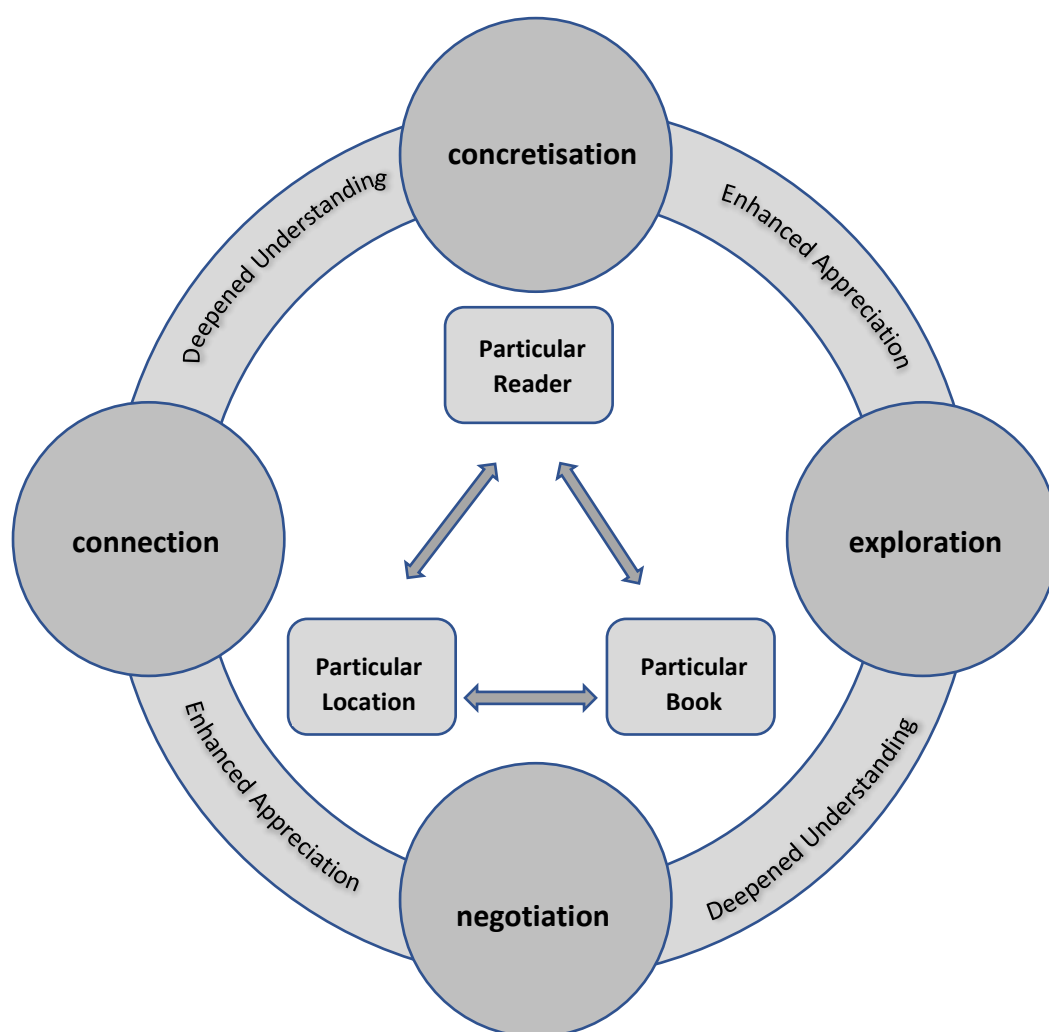 concretisation
Deepened Understanding
Enhanced Appreciation
Particular
Reader
connection
exploration
Particular
Location
Particular
Book
Enhanced Appreciation
Deepened Understanding
negotiation